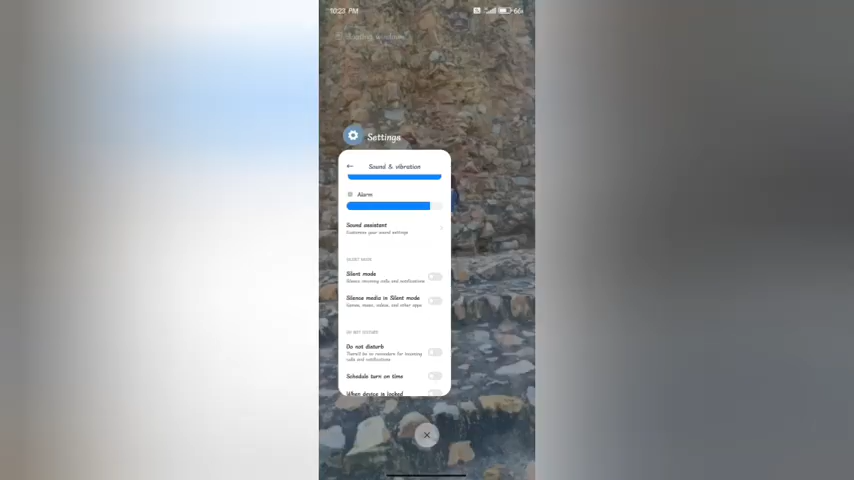 10:23 PM
66
Floating windows
Settings
Sound & vibration
Alarm
Sound assistant
Customize your sound settings
SILENT MODE
Silent mode
Silence incoming calls and notifications
Silence media in Silent mode
Games, music, videos, and other apps
DO NOT DISTURB
Do not disturb
There'll be no reminders for incoming
calls and notifications
Schedule turn on time
When device is locked